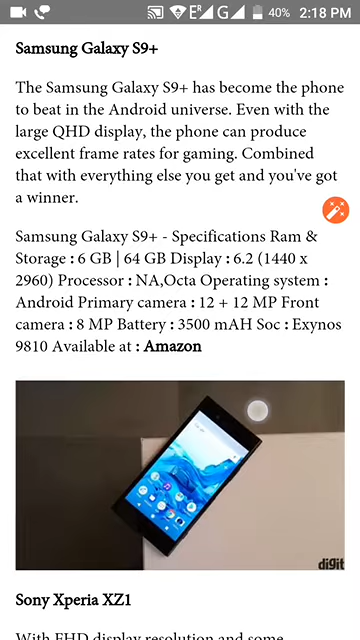 E R G 40% 2:18 PM
Samsung Galaxy S9+
The Samsung Galaxy S9+ has become the phone
to beat in the Android universe. Even with the
large QHD display, the phone can produce
excellent frame rates for gaming. Combined
that with everything else you get and you've got
a winner.
Samsung Galaxy S9+ - Specifications Ram &
Storage : 6 GB | 64 GB Display : 6.2 (1440 x
2960) Processor : NA,Octa Operating system :
Android Primary camera : 12 + 12 MP Front
camera : 8 MP Battery : 3500 mAH Soc : Exynos
9810 Available at : Amazon
digit
Sony Xperia XZ1
With FHD display resolution and some